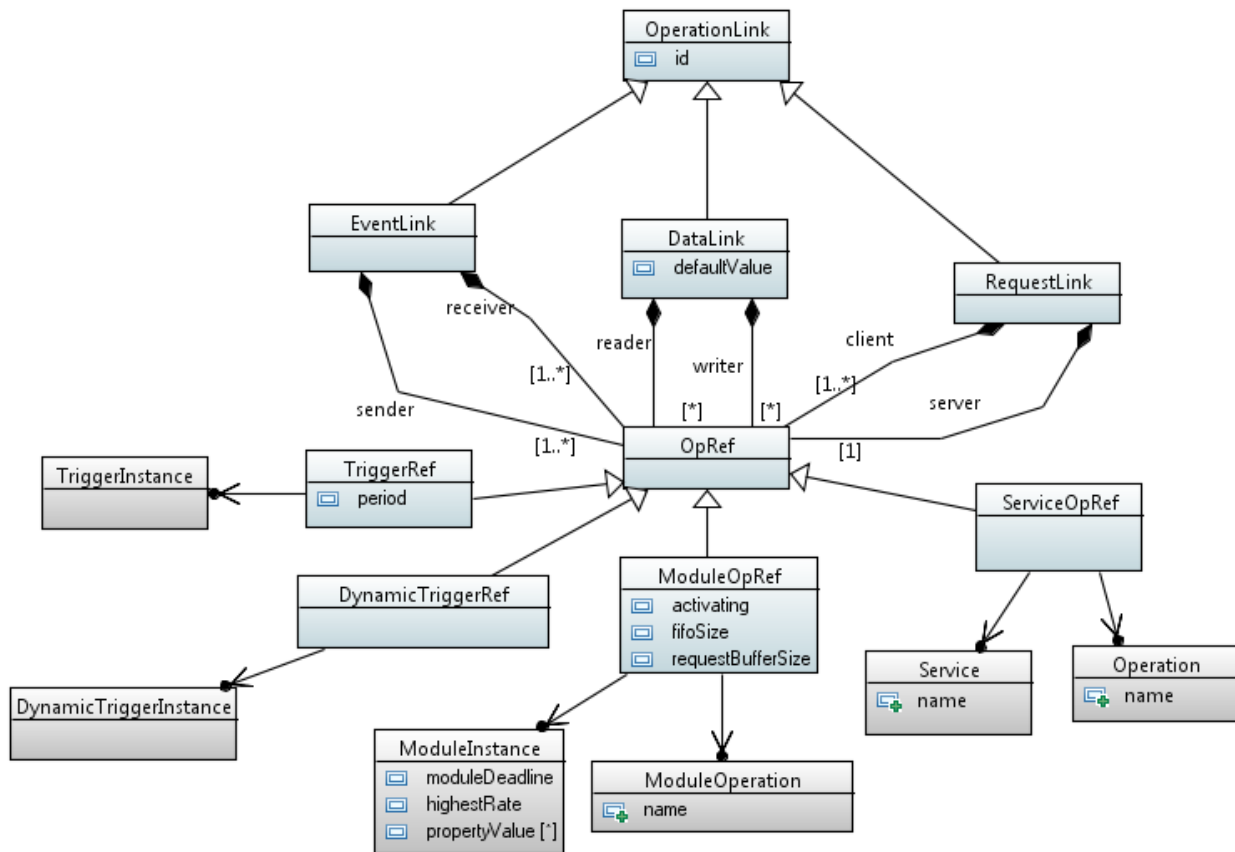 OperationLink
id
EventLink
DataLink
defaultValue
RequestLink
receiver
reader
writer
client
[1..*]
[1..*]
sender
[*]
[*]
server
[1..*]
OpRef
[1]
TriggerInstance
TriggerRef
period
ServiceOpRef
DynamicTriggerRef
ModuleOpRef
activating
fifoSize
requestBufferSize
Service
name
Operation
name
DynamicTriggerInstance
ModuleInstance
moduleDeadline
highestRate
propertyValue [*]
ModuleOperation
name